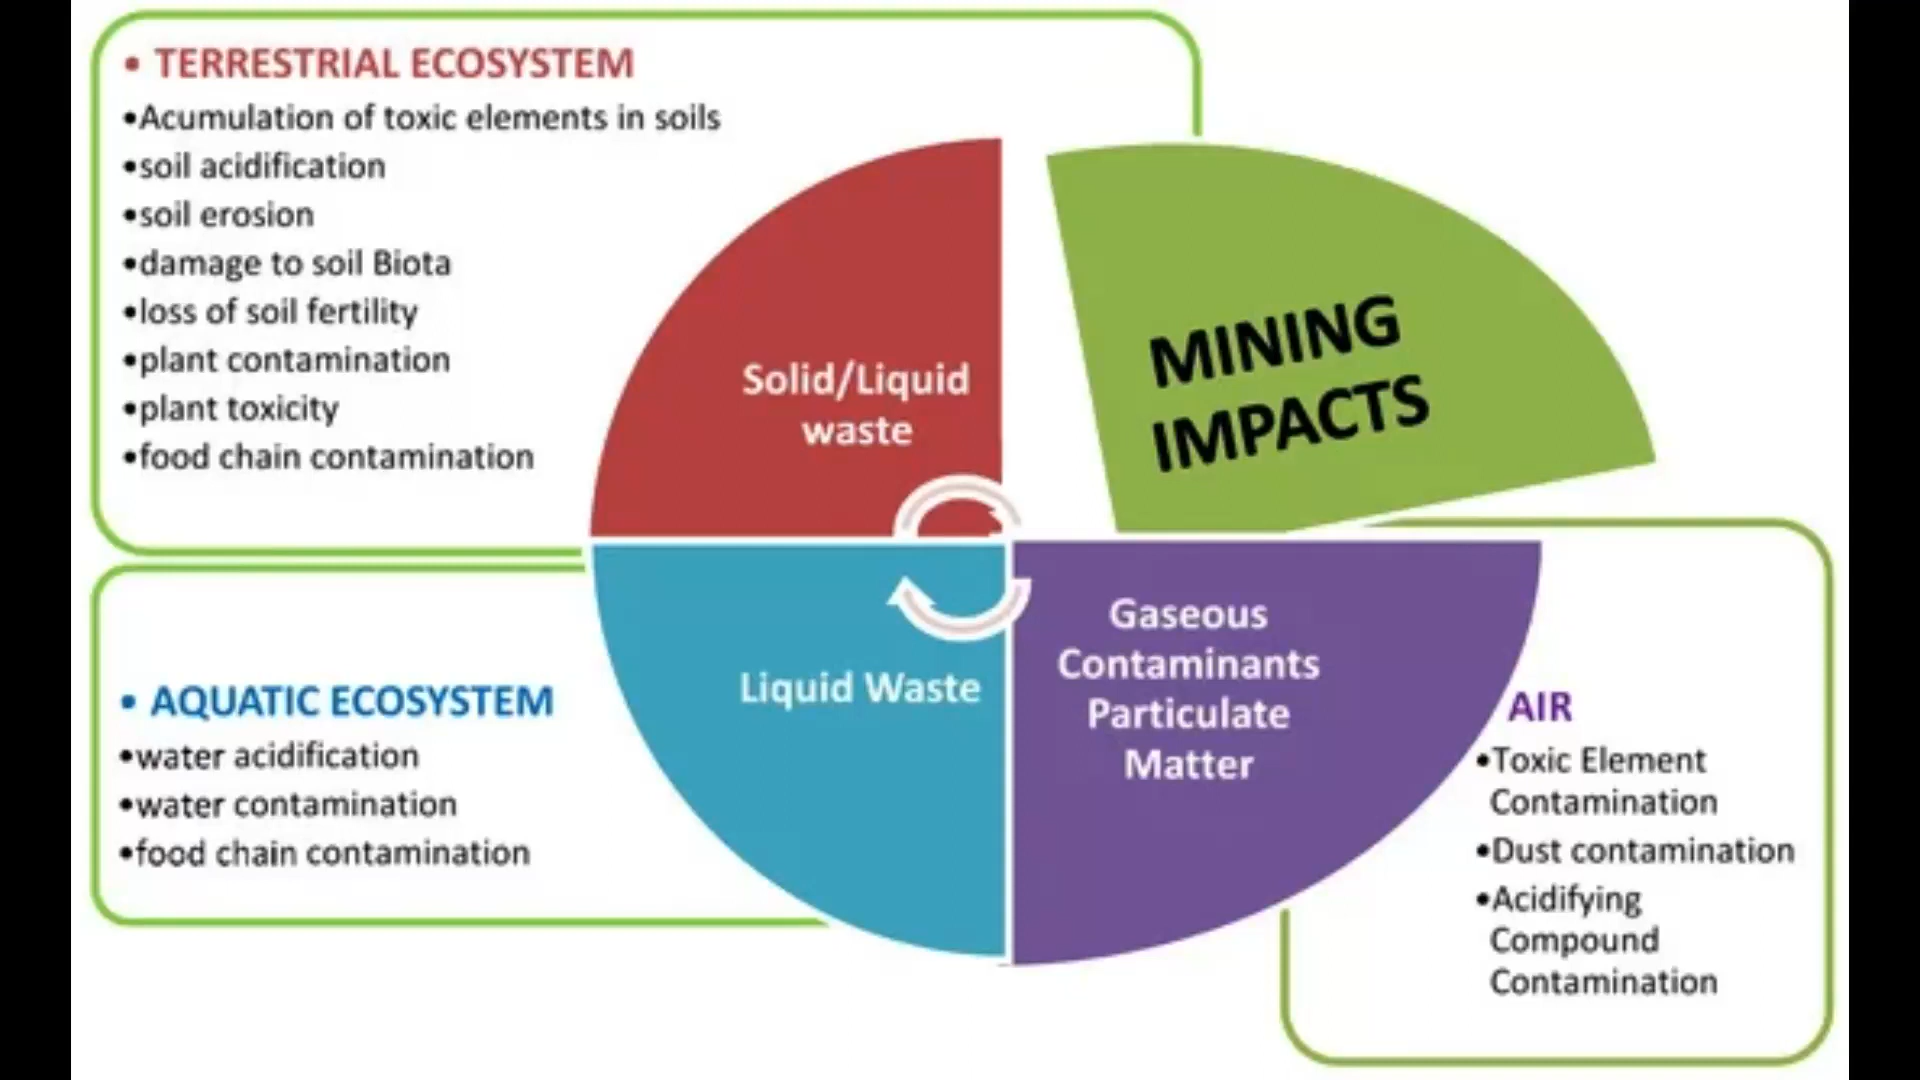 • TERRESTRIAL ECOSYSTEM
•Acumulation of toxic elements in soils
•soil acidification
•soil erosion
•damage to soil Biota
•loss of soil fertility
•plant contamination
•plant toxicity
•food chain contamination
Solid/Liquid
waste
MINING
IMPACTS
• AQUATIC ECOSYSTEM
•water acidification
•water contamination
•food chain contamination
Liquid Waste
Gaseous
Contaminants
Particulate
Matter
AIR
•Toxic Element
Contamination
•Dust contamination
•Acidifying
Compound
Contamination